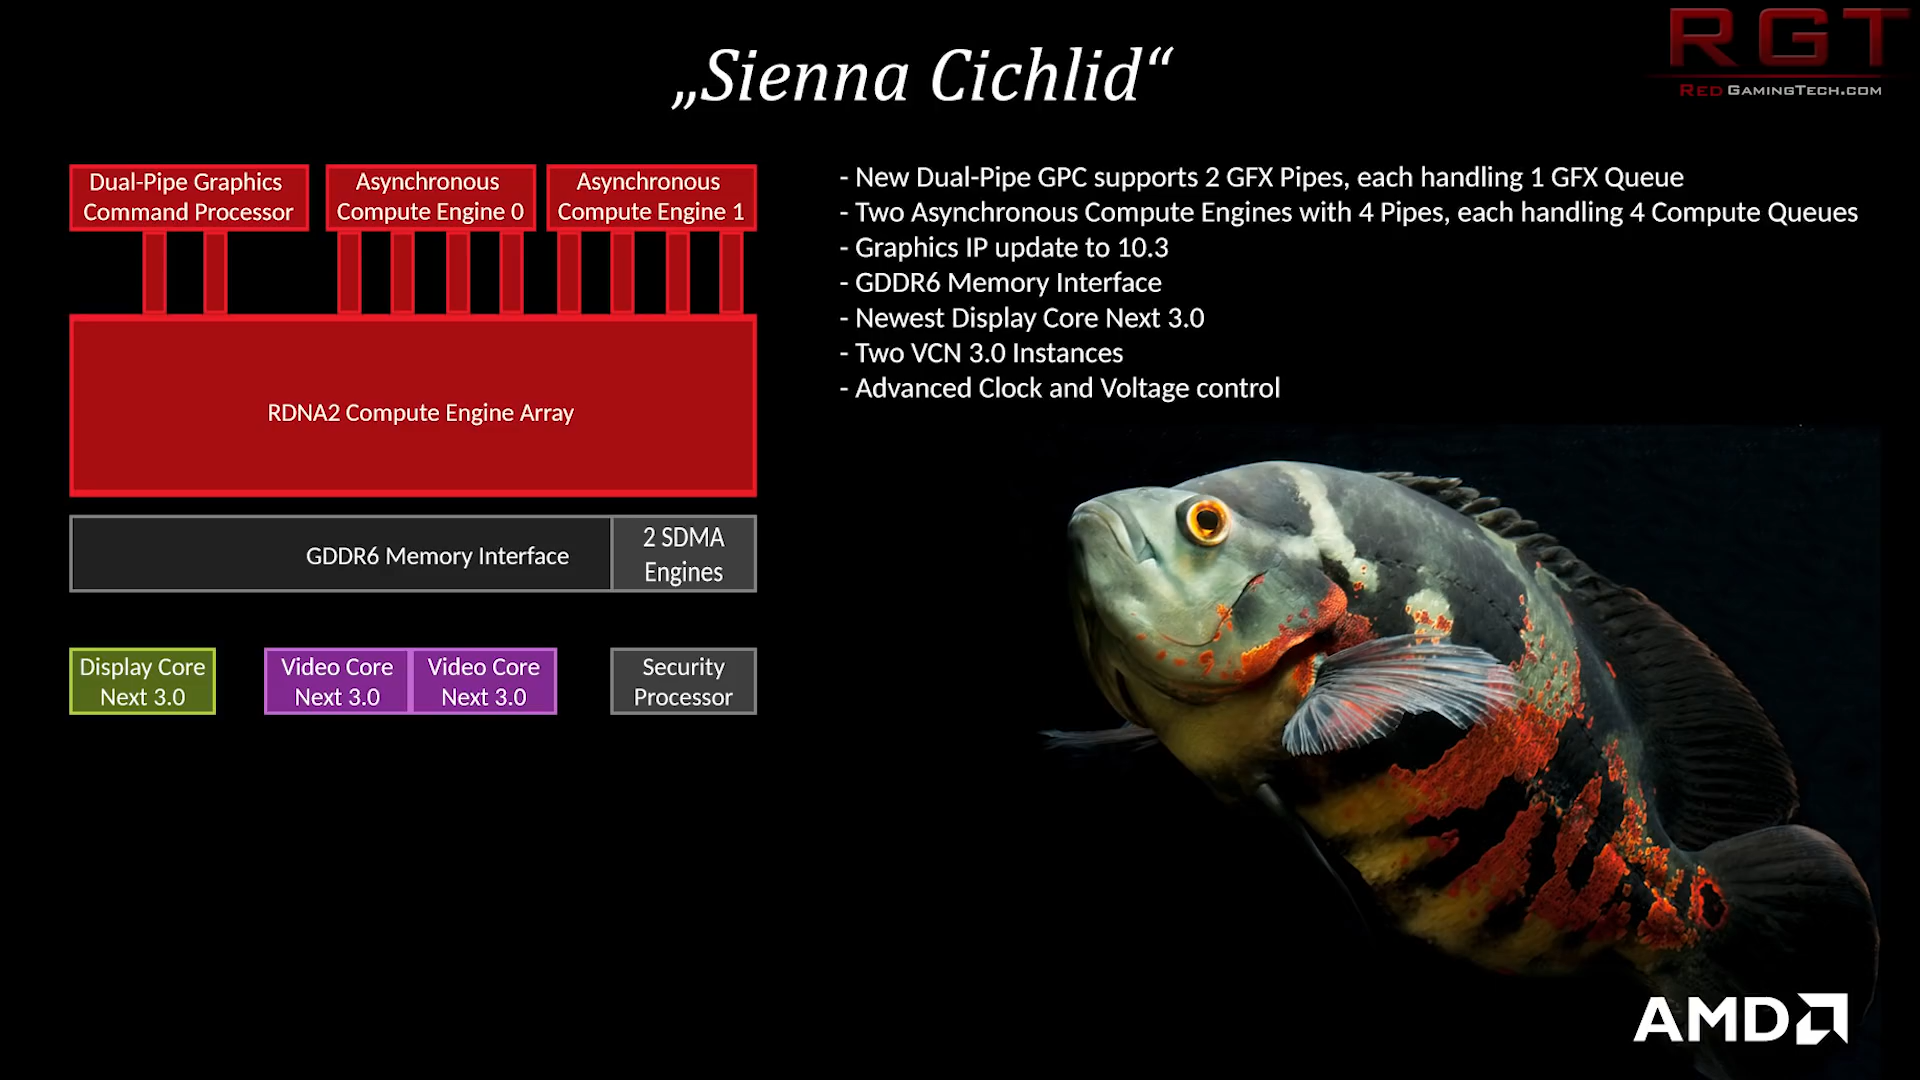 „Sienna Cichlid“
RGT
RED GAMINGTECH.COM
Dual-Pipe Graphics
Command Processor
Asynchronous
Compute Engine 0
Asynchronous
Compute Engine 1
RDNA2 Compute Engine Array
GDDR6 Memory Interface
2 SDMA
Engines
Display Core
Next 3.0
Video Core
Next 3.0
Video Core
Next 3.0
Security
Processor
- New Dual-Pipe GPC supports 2 GFX Pipes, each handling 1 GFX Queue
- Two Asynchronous Compute Engines with 4 Pipes, each handling 4 Compute Queues
- Graphics IP update to 10.3
- GDDR6 Memory Interface
- Newest Display Core Next 3.0
- Two VCN 3.0 Instances
- Advanced Clock and Voltage control
AMD